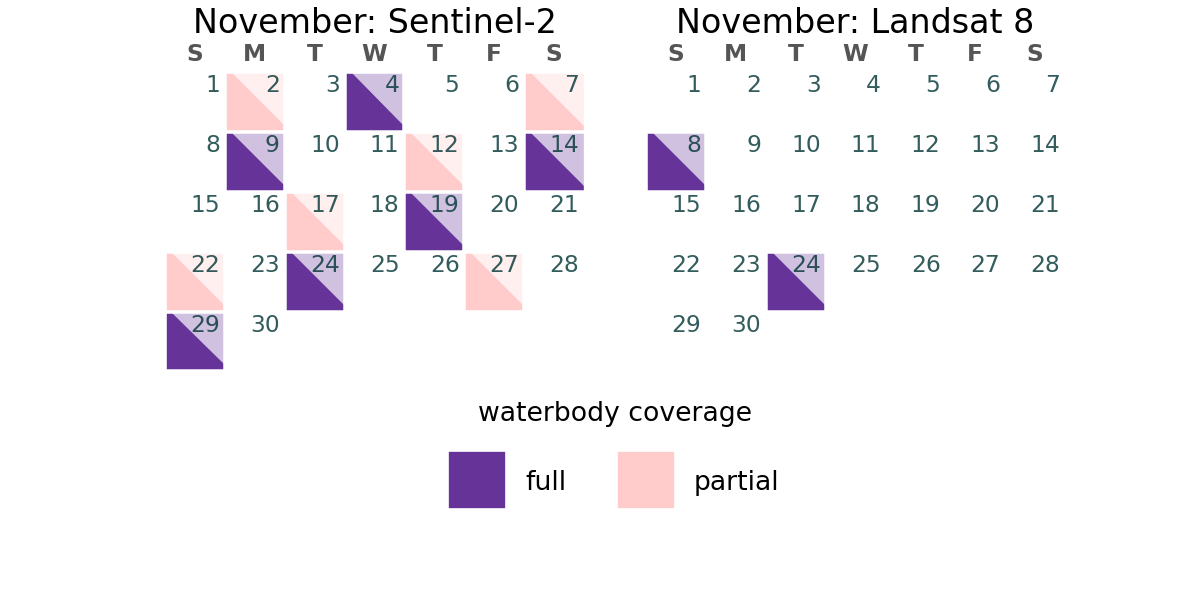 November: Sentinel-2
S M T W T F S
1 2 3 4 5 6 7
8 9 10 11 12 13 14
15 16 17 18 19 20 21
22 23 24 25 26 27 28
29 30
November: Landsat 8
S M T W T F S
1 2 3 4 5 6 7
8 9 10 11 12 13 14
15 16 17 18 19 20 21
22 23 24 25 26 27 28
29 30
waterbody coverage
full partial